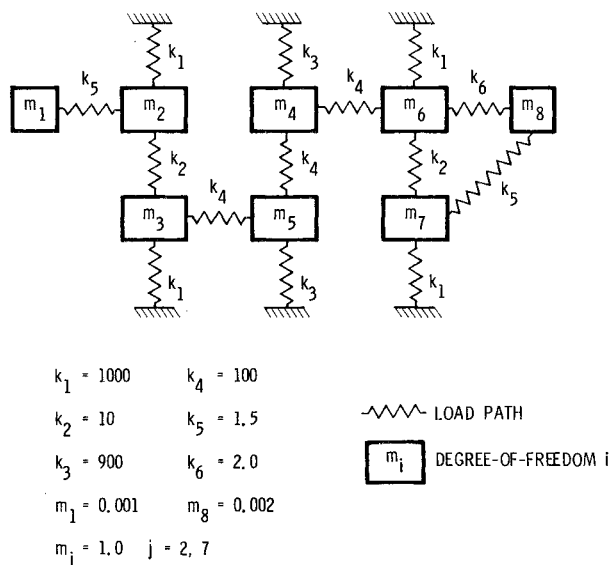 k1 k3 k1
k5 k4 k6
m1 m2 m4 m6 m8
k2 k4 k2
k4 k5
m3 m5 m7
k1 k3 k1
k1 = 1000 k4 = 100
k2 = 10 k5 = 1.5
k3 = 900 k6 = 2.0
m1 = 0.001 m8 = 0.002
mj = 1.0 j = 2, 7
LOAD PATH
mi DEGREE-OF-FREEDOM i